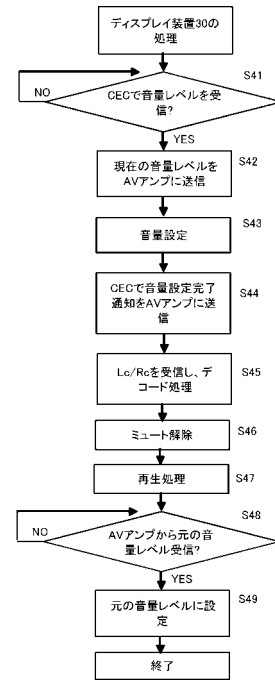 ディスプレイ装置30の
処理
S41
CECで音量レベルを受
信?
NO
YES
S42
現在の音量レベルを
AVアンプに送信
S43
音量設定
S44
CECで音量設定完了
通知をAVアンプに送
信
S45
Lc/Rcを受信し、デ
コード処理
S46
ミュート解除
S47
再生処理
S48
AVアンプから元の音
量レベル受信?
NO
YES
S49
元の音量レベルに設
定
終了